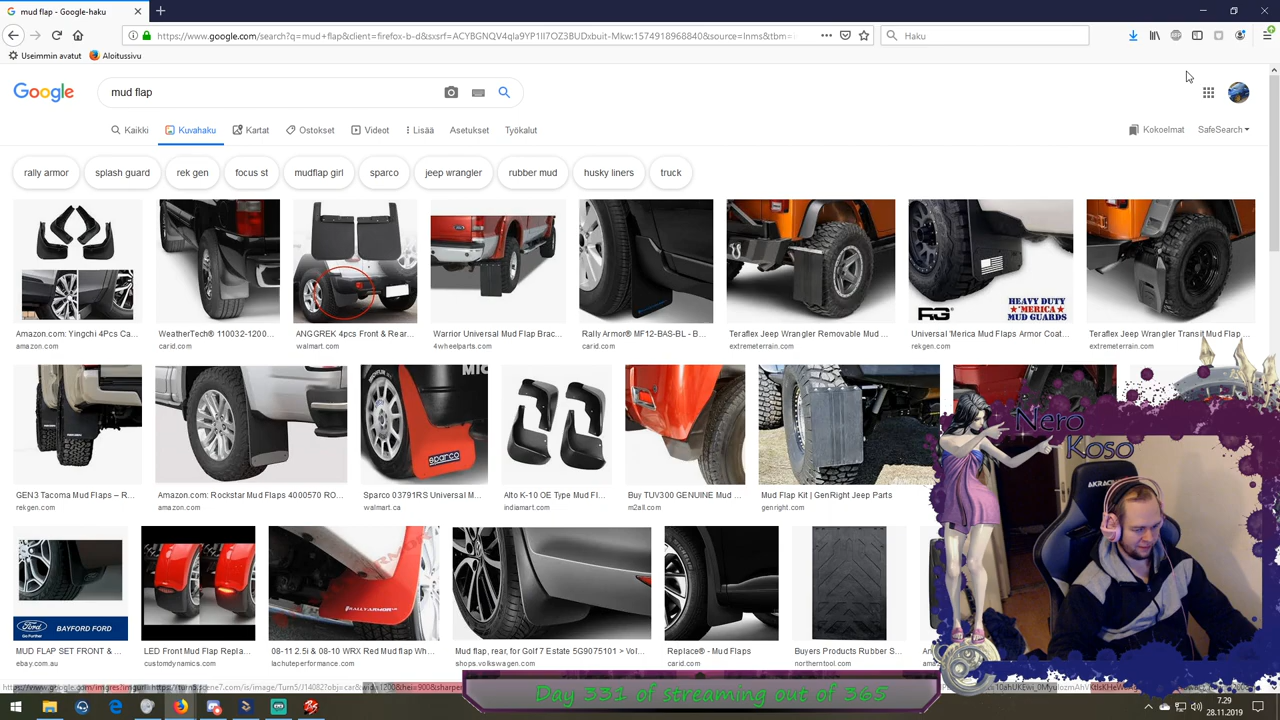 mud flap - Google-haku
https://www.google.com/search?q=mud+flap&client=firefox-b-d&sxsrf=ACYBGNQV4qla9YP1II7OZ3BUDxbuit-Mkw:1574918968840&source=lnms&tbm=
Haku
Useimmin avatut
Aloitussivu
Google
mud flap
Kaikki
Kuvahaku
Kartat
Ostokset
Videot
Lisää
Asetukset
Työkalut
Kokoelmat
SafeSearch
rally armor
splash guard
rek gen
focus st
mudflap girl
sparco
jeep wrangler
rubber mud
husky liners
truck
RG
HEAVY DUTY
'MERICA
MUD GUARDS
Amazon.com: Yingchi 4Pcs Ca...
WeatherTech® 110032-1200...
ANGGREK 4pcs Front & Rear...
Warrior Universal Mud Flap Brac...
Rally Armor® MF12-BAS-BL - B...
Teraflex Jeep Wrangler Removable Mud ...
Universal 'Merica Mud Flaps Armor Coat...
Teraflex Jeep Wrangler Transit Mud Flap ...
amazon.com
carid.com
walmart.com
4wheelparts.com
carid.com
extremeterrain.com
rekgen.com
extremeterrain.com
sparco
GEN3 Tacoma Mud Flaps – R...
Amazon.com: Rockstar Mud Flaps 4000570 RO...
Sparco 03791RS Universal M...
Alto K-10 OE Type Mud Fl...
Buy TUV300 GENUINE Mud ...
Mud Flap Kit | GenRight Jeep Parts
rekgen.com
amazon.com
walmart.ca
indiamart.com
m2all.com
genright.com
Nero
Koso
AKRACING
Ford
Go Further
BAYFORD FORD
RALLYARMOR
MUD FLAP SET FRONT & ...
LED Front Mud Flap Repla...
08-11 2.5i & 08-10 WRX Red Mud flap Wh...
Mud flap, rear, for Golf 7 Estate 5G9075101 > Vol...
Replace® - Mud Flaps
Buyers Products Rubber S...
ebay.com.au
customdynamics.com
lachuteperformance.com
shops.volkswagen.com
carid.com
northerntool.com
Day 331 of streaming out of 365
7.29
28.11.2019